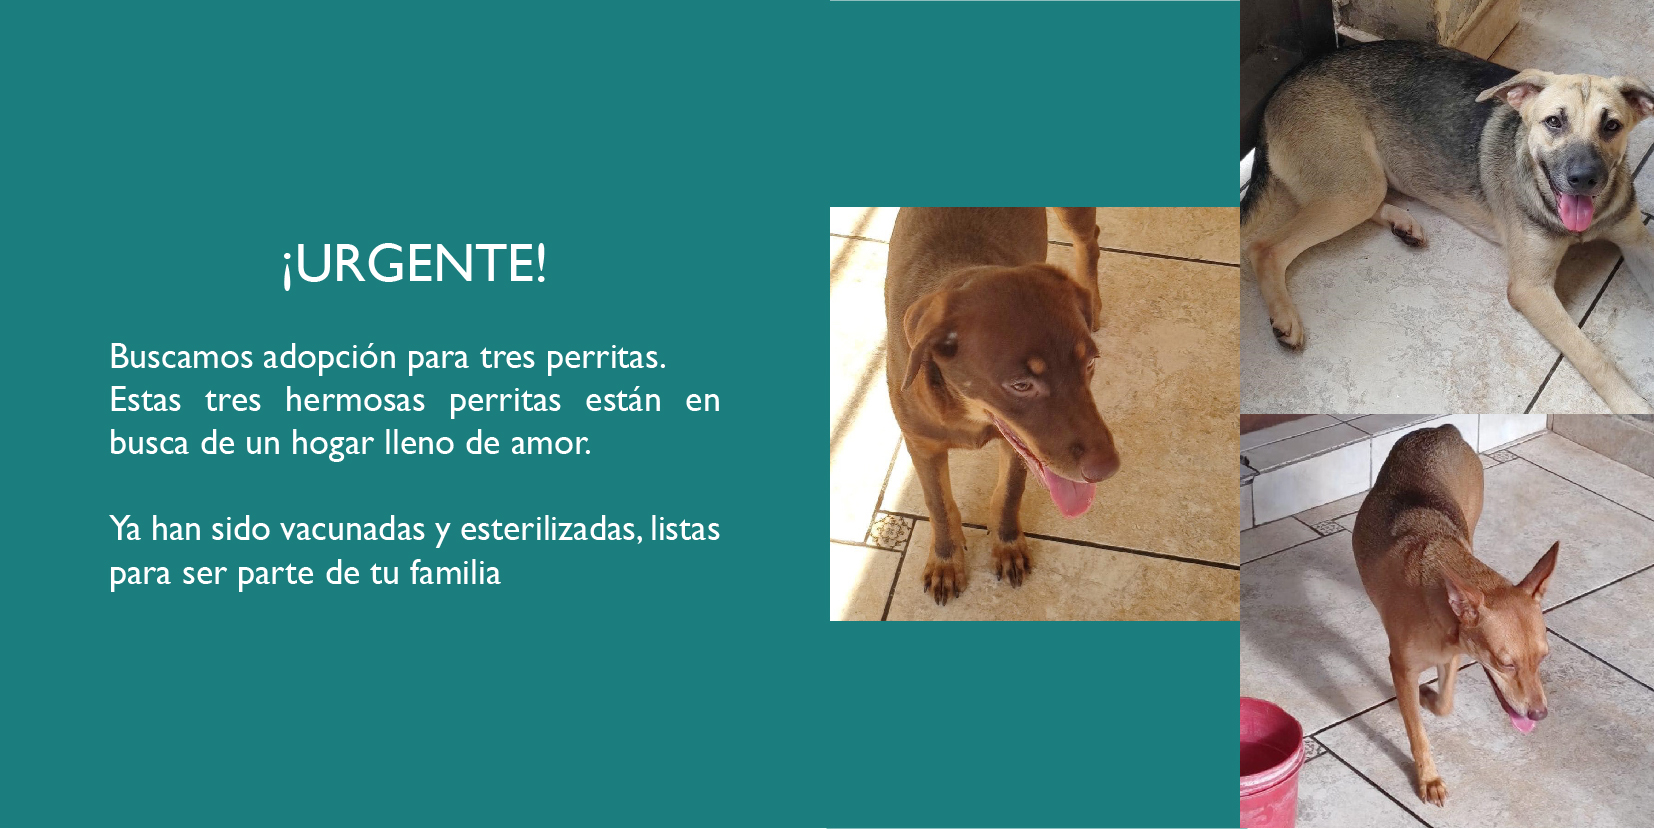 ¡URGENTE!
Buscamos adopción para tres perritas.
Estas tres hermosas perritas están en
busca de un hogar lleno de amor.
Ya han sido vacunadas y esterilizadas, listas
para ser parte de tu familia